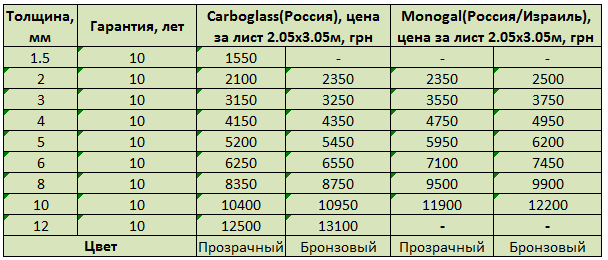 Толщина, мм Гарантия, лет Carboglass(Россия), цена за лист 2.05х3.05м, грн Monogal(Россия/Израиль), цена за лист 2.05х3.05м, грн
1.5 10 1550 - - -
2 10 2100 2350 2350 2500
3 10 3150 3250 3550 3750
4 10 4150 4350 4750 4950
5 10 5200 5450 5950 6200
6 10 6250 6550 7100 7450
8 10 8350 8750 9500 9900
10 10 10400 10950 11900 12200
12 10 12500 13100 - -
Цвет Прозрачный Бронзовый Прозрачный Бронзовый